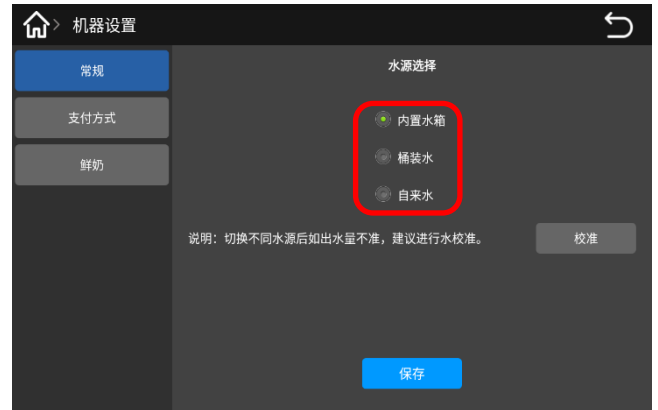 机器设置
常规
支付方式
鲜奶
水源选择
内置水箱
桶装水
自来水
说明：切换不同水源后如出水量不准，建议进行水校准。
校准
保存